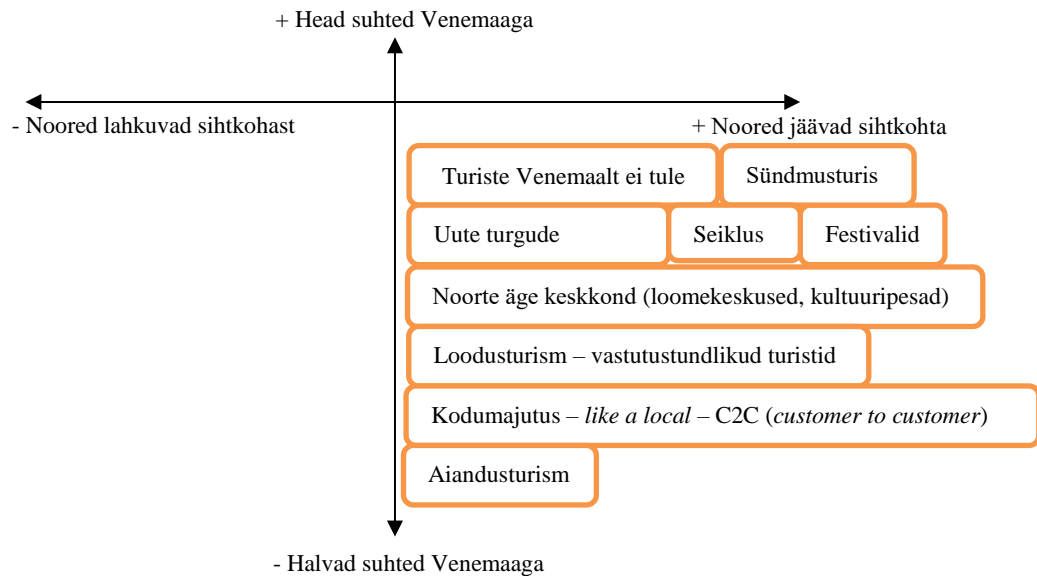 + Head suhted Venemaaga
- Noored lahkuvad sihtkohast
+ Noored jäävad sihtkohta
Turiste Venemaalt ei tule
Sündmusturis
Uute turgude
Seiklus
Festivalid
Noorte äge keskkond (loomekeskused, kultuuripesad)
Loodusturism – vastutustundlikud turistid
Kodumajutus – like a local – C2C (customer to customer)
Aiandusturism
- Halvad suhted Venemaaga